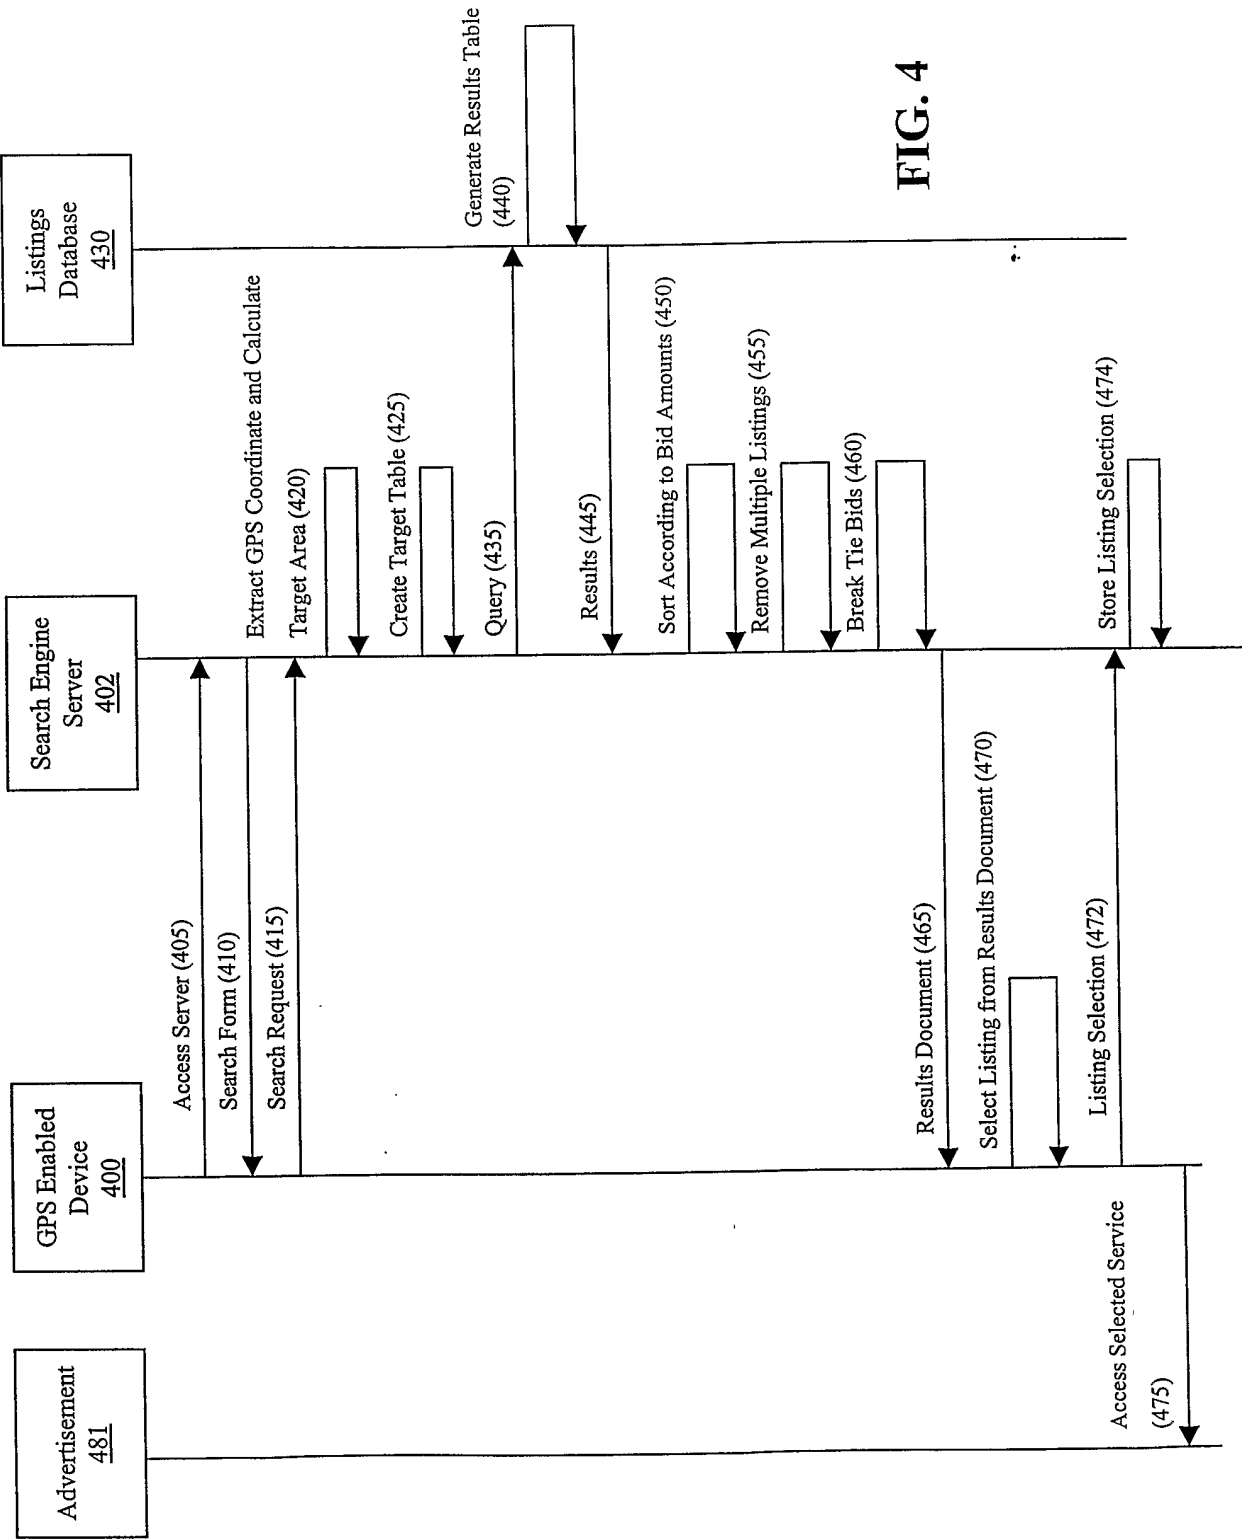 Advertisement
481
GPS Enabled
Device
400
Search Engine
Server
402
Listings
Database
430
Access Server (405)
Search Form (410)
Search Request (415)
Extract GPS Coordinate and Calculate
Target Area (420)
Create Target Table (425)
Query (435)
Generate Results Table
(440)
Results (445)
Sort According to Bid Amounts (450)
Remove Multiple Listings (455)
Break Tie Bids (460)
Results Document (465)
Select Listing from Results Document (470)
Listing Selection (472)
Store Listing Selection (474)
Access Selected Service
(475)
FIG. 4